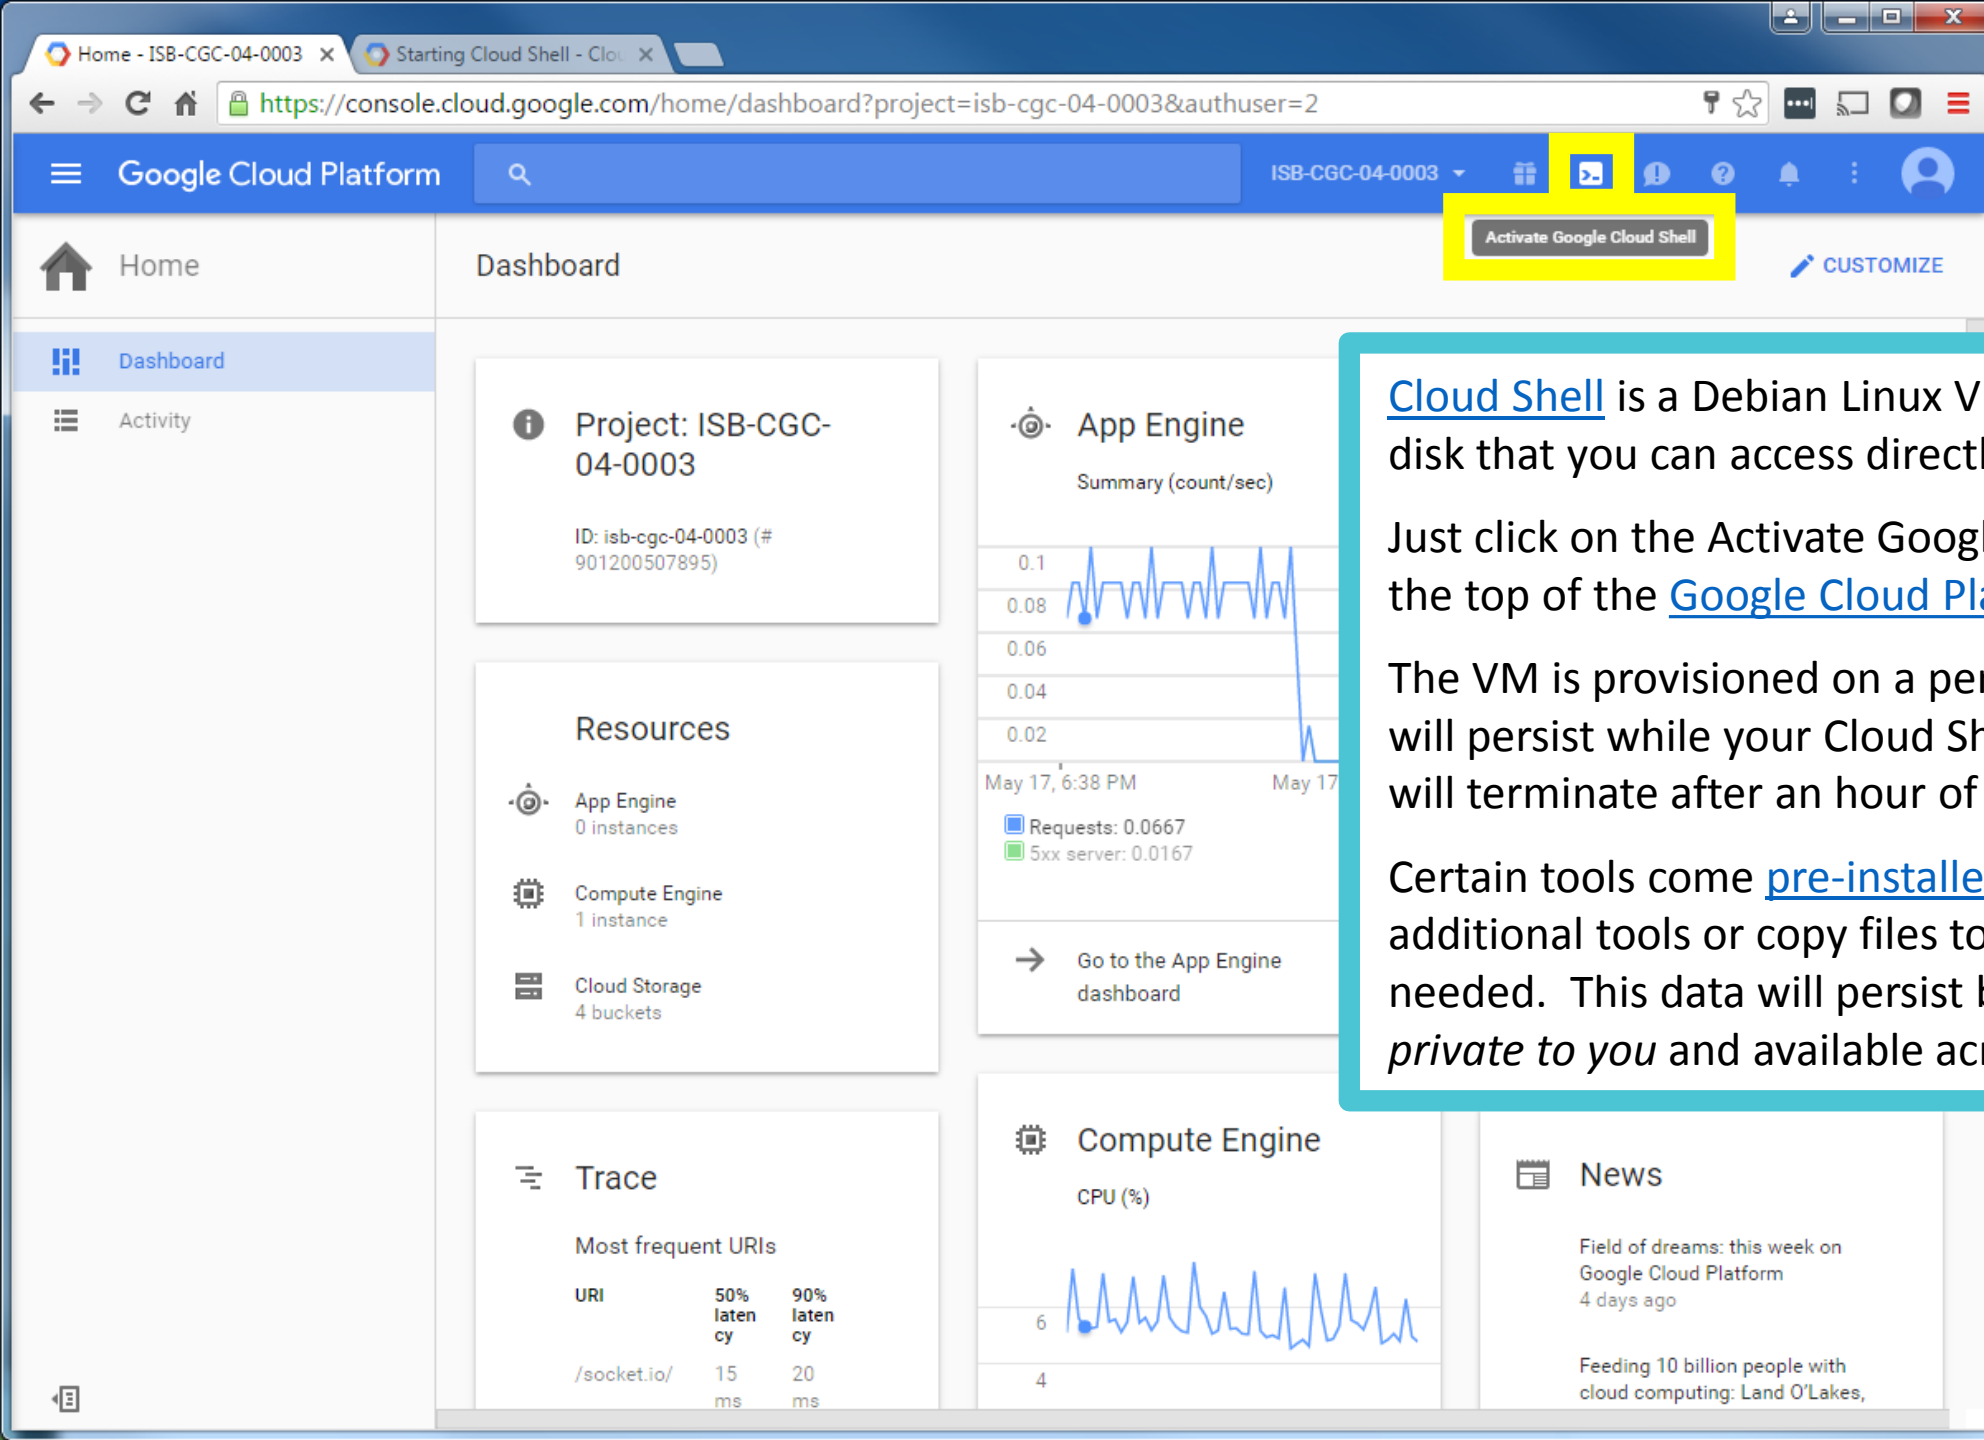 Home - ISB-CGC-04-0003
Starting Cloud Shell - Clou
https://console.cloud.google.com/home/dashboard?project=isb-cgc-04-0003&authuser=2
Google Cloud Platform
ISB-CGC-04-0003
Activate Google Cloud Shell
Home
Dashboard
CUSTOMIZE
Dashboard
Activity
Project: ISB-CGC-
04-0003
ID: isb-cgc-04-0003 (#
901200507895)
Resources
App Engine
0 instances
Compute Engine
1 instance
Cloud Storage
4 buckets
Trace
Most frequent URIs
URI 50% 90%
laten laten
cy cy
/socket.io/ 15 20
ms ms
App Engine
Summary (count/sec)
0.1
0.08
0.06
0.04
0.02
May 17, 6:38 PM May 17
Requests: 0.0667
5xx server: 0.0167
Go to the App Engine
dashboard
Compute Engine
CPU (%)
6
4
Cloud Shell is a Debian Linux V
disk that you can access directl
Just click on the Activate Googl
the top of the Google Cloud Pla
The VM is provisioned on a per
will persist while your Cloud Sh
will terminate after an hour of
Certain tools come pre-installe
additional tools or copy files to
needed. This data will persist b
private to you and available acr
News
Field of dreams: this week on
Google Cloud Platform
4 days ago
Feeding 10 billion people with
cloud computing: Land O'Lakes,